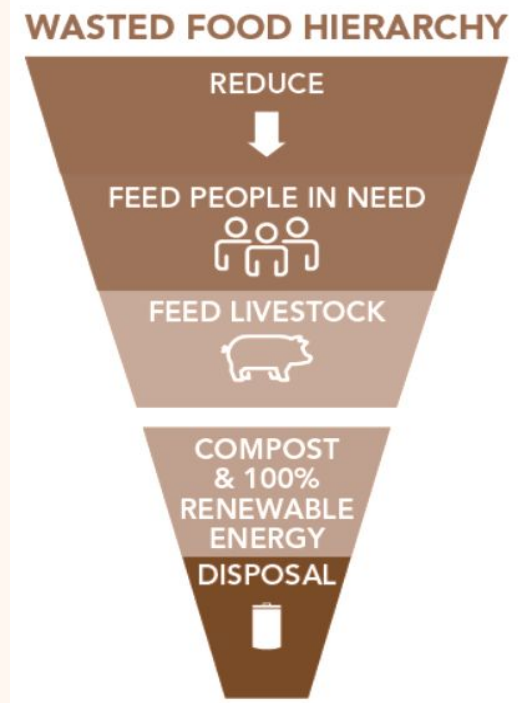 WASTED FOOD HIERARCHY
REDUCE
FEED PEOPLE IN NEED
FEED LIVESTOCK
COMPOST
& 100%
RENEWABLE
ENERGY
DISPOSAL